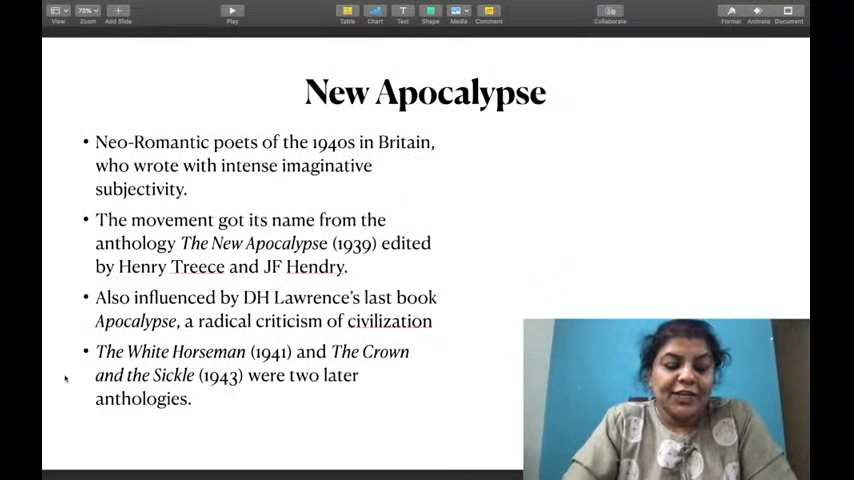 View
75%
Zoom
Add Slide
Play
Table
Chart
Text
Shape
Media
Comment
Collaborate
Format
Animate
Document
New Apocalypse
• Neo-Romantic poets of the 1940s in Britain,
who wrote with intense imaginative
subjectivity.
• The movement got its name from the
anthology The New Apocalypse (1939) edited
by Henry Treece and JF Hendry.
• Also influenced by DH Lawrence's last book
Apocalypse, a radical criticism of civilization
• The White Horseman (1941) and The Crown
and the Sickle (1943) were two later
anthologies.